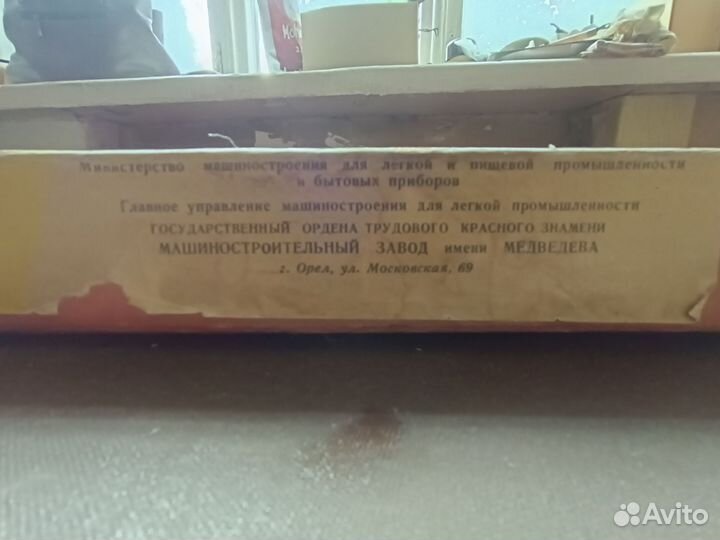 Министерство машиностроения для легкой и пищевой промышленности
и бытовых приборов
Главное управление машиностроения для легкой промышленности
ГОСУДАРСТВЕННЫЙ ОРДЕНА ТРУДОВОГО КРАСНОГО ЗНАМЕНИ
МАШИНОСТРОИТЕЛЬНЫЙ ЗАВОД имени МЕДВЕДЕВА
г. Орел, ул. Московская, 69
Avito